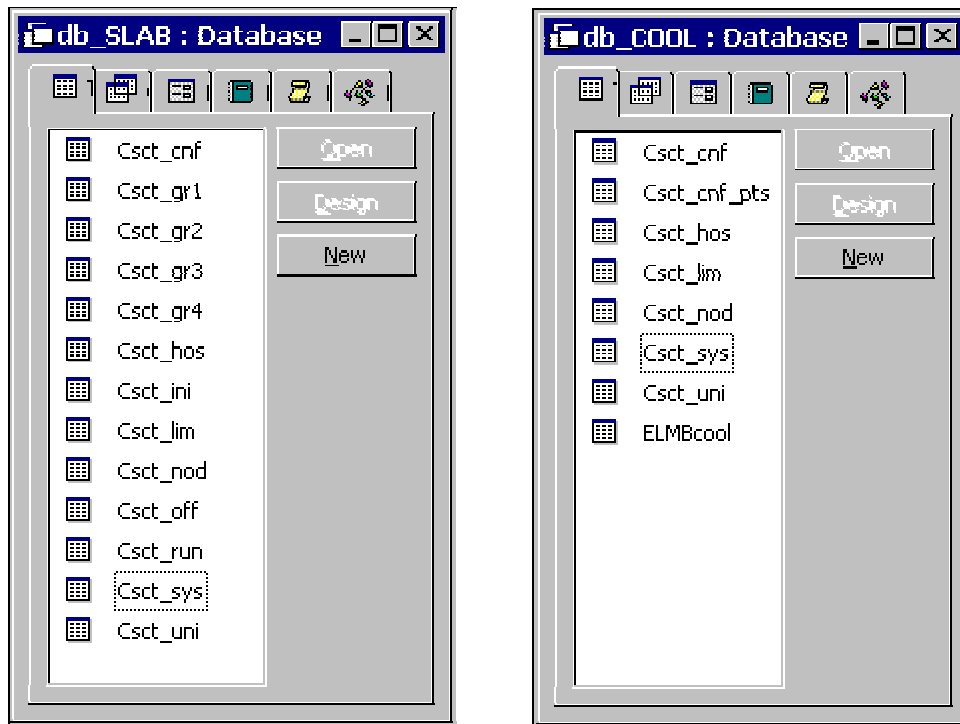 db_SLAB : Database
Csct_cnf
Csct_gr1
Csct_gr2
Csct_gr3
Csct_gr4
Csct_hos
Csct_ini
Csct_lim
Csct_nod
Csct_off
Csct_run
Csct_sys
Csct_uni
Open
Design
New
db_COOL : Database
Csct_cnf
Csct_cnf_pts
Csct_hos
Csct_lim
Csct_nod
Csct_sys
Csct_uni
ELMBcool
Open
Design
New